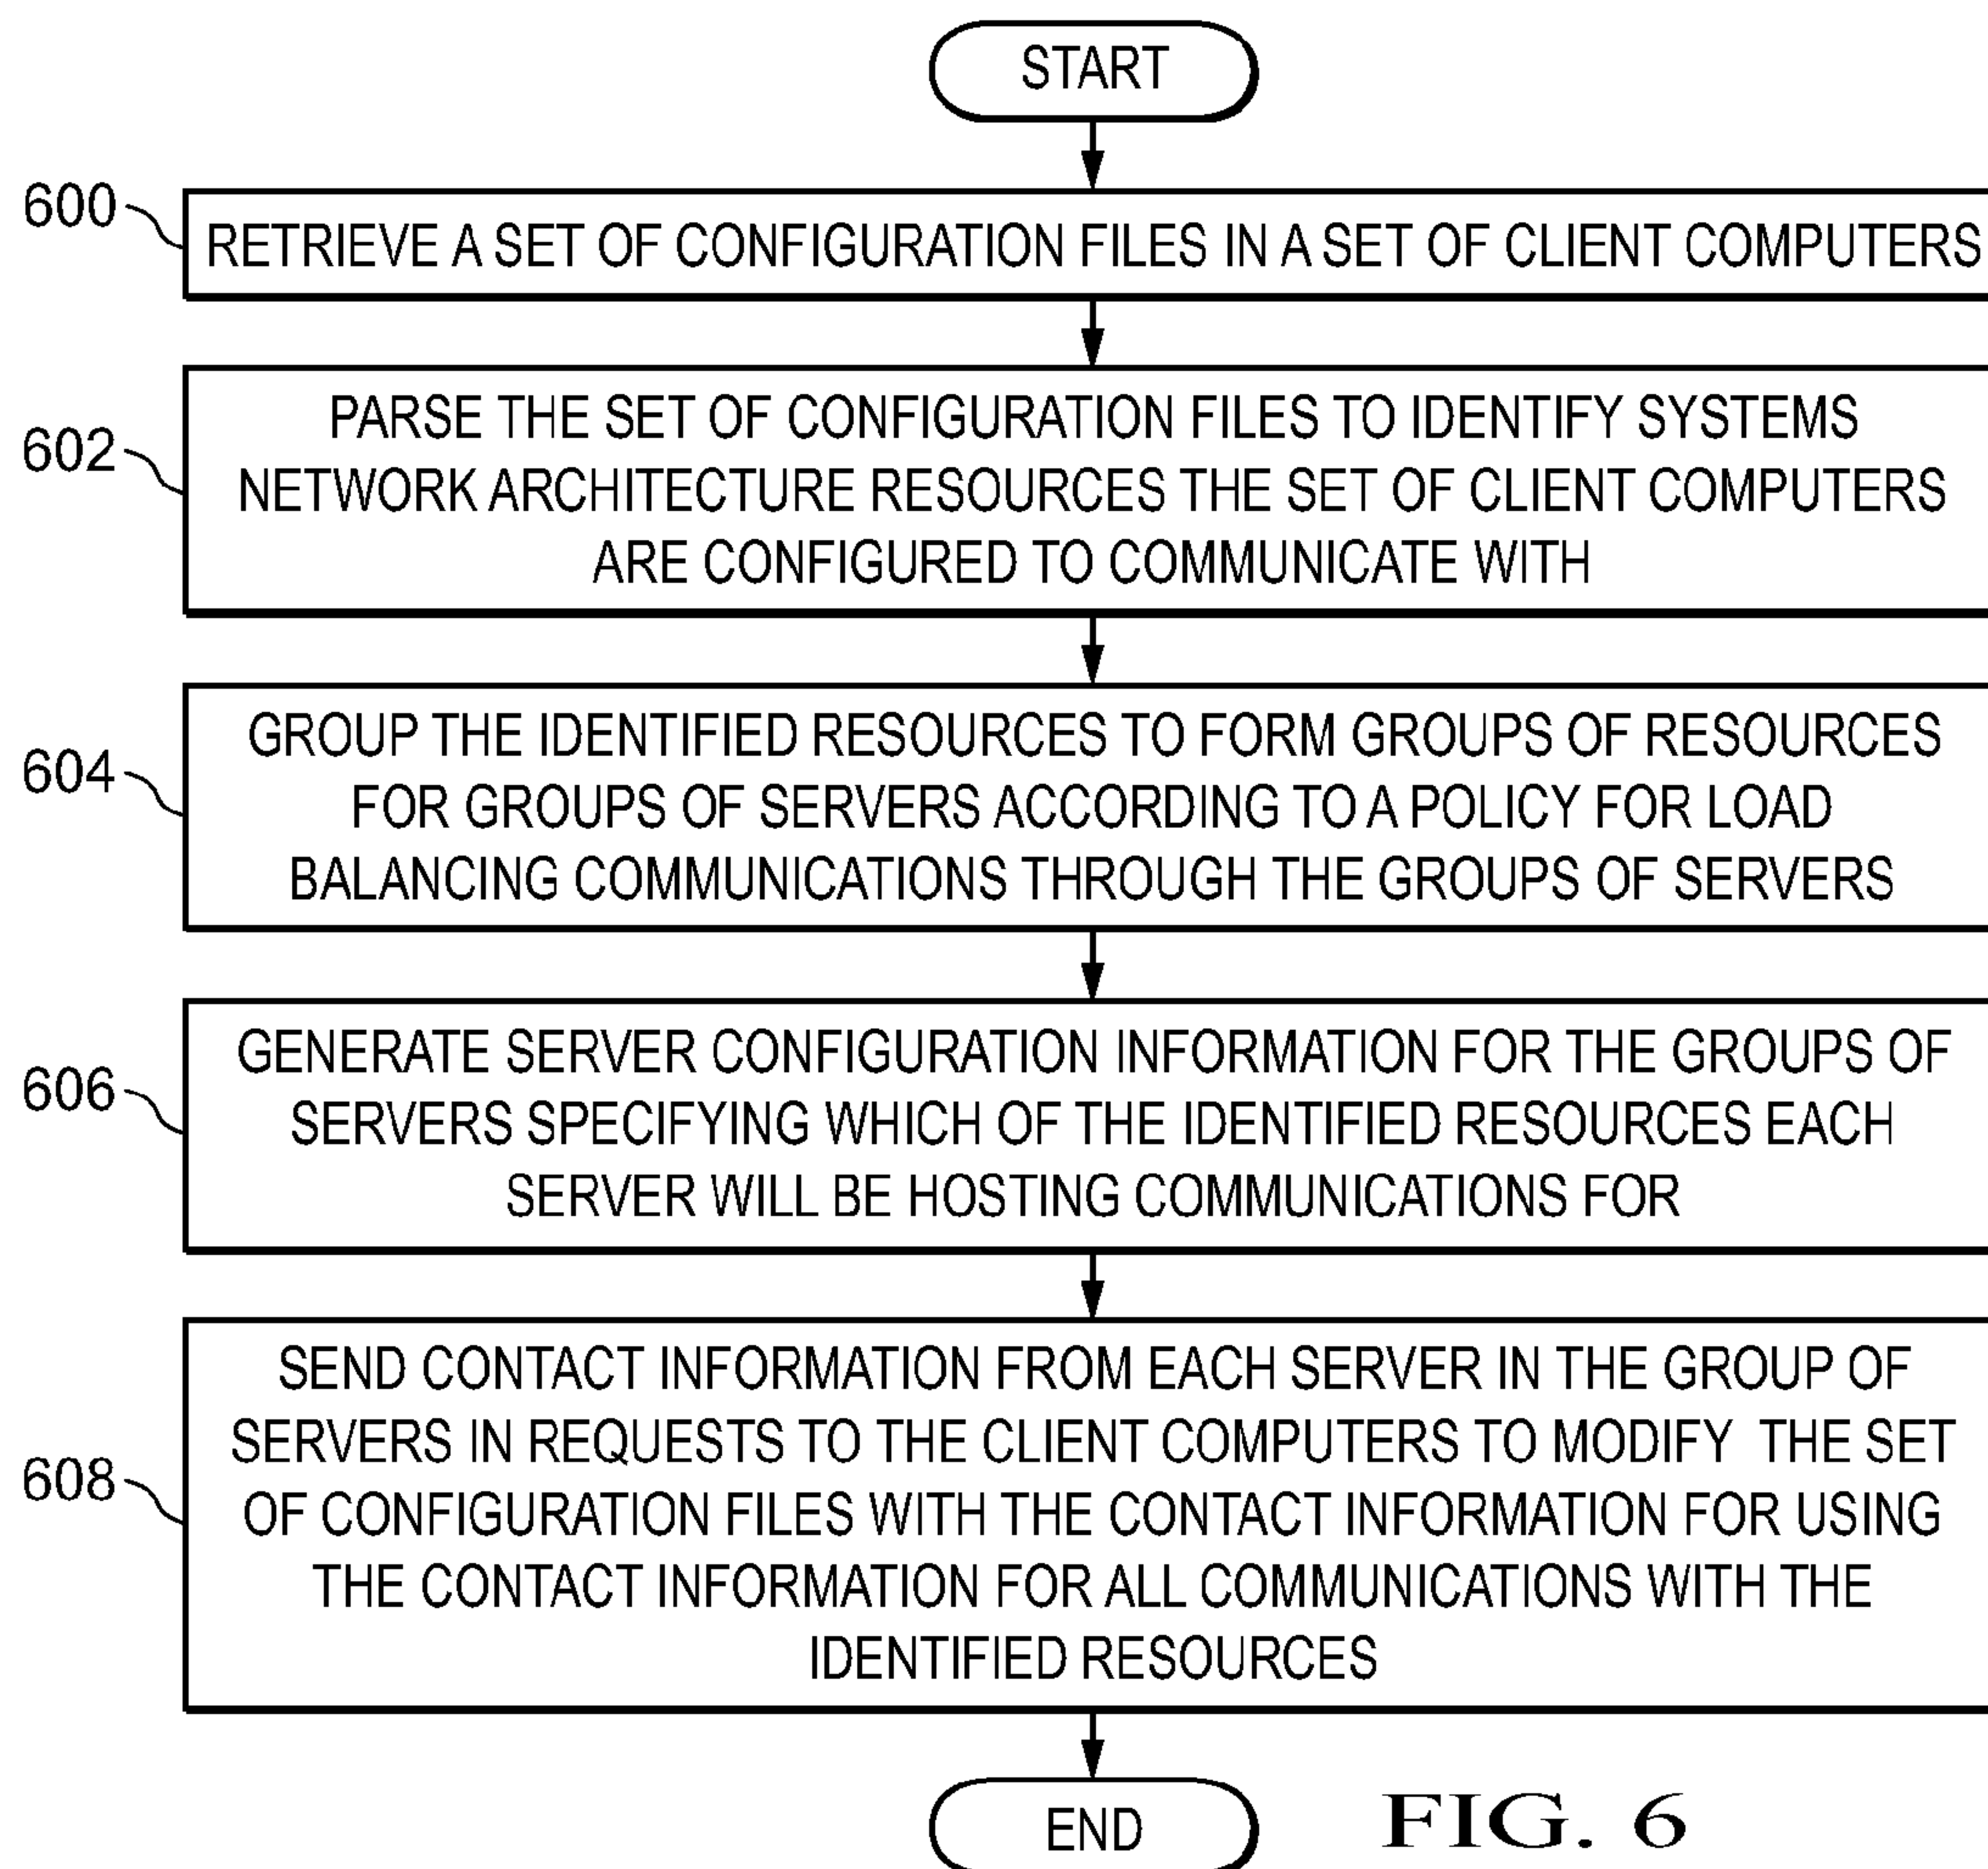 START
600
RETRIEVE A SET OF CONFIGURATION FILES IN A SET OF CLIENT COMPUTERS
602
PARSE THE SET OF CONFIGURATION FILES TO IDENTIFY SYSTEMS
NETWORK ARCHITECTURE RESOURCES THE SET OF CLIENT COMPUTERS
ARE CONFIGURED TO COMMUNICATE WITH
604
GROUP THE IDENTIFIED RESOURCES TO FORM GROUPS OF RESOURCES
FOR GROUPS OF SERVERS ACCORDING TO A POLICY FOR LOAD
BALANCING COMMUNICATIONS THROUGH THE GROUPS OF SERVERS
606
GENERATE SERVER CONFIGURATION INFORMATION FOR THE GROUPS OF
SERVERS SPECIFYING WHICH OF THE IDENTIFIED RESOURCES EACH
SERVER WILL BE HOSTING COMMUNICATIONS FOR
608
SEND CONTACT INFORMATION FROM EACH SERVER IN THE GROUP OF
SERVERS IN REQUESTS TO THE CLIENT COMPUTERS TO MODIFY THE SET
OF CONFIGURATION FILES WITH THE CONTACT INFORMATION FOR USING
THE CONTACT INFORMATION FOR ALL COMMUNICATIONS WITH THE
IDENTIFIED RESOURCES
END
FIG. 6